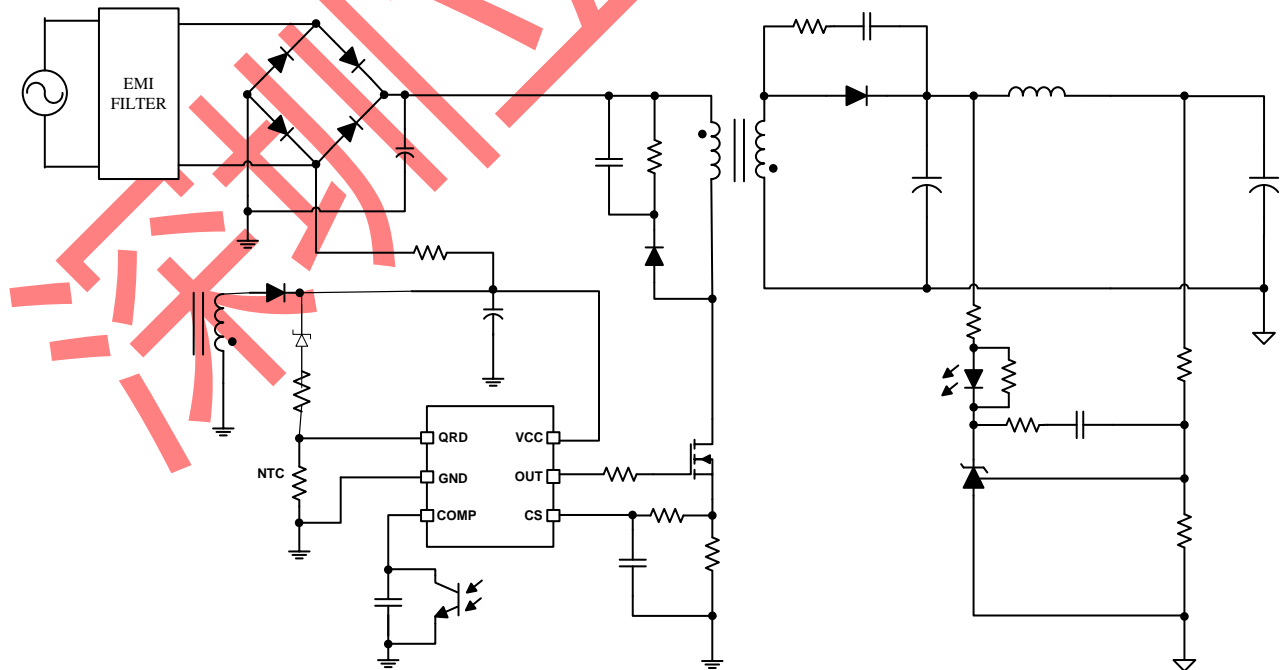 EMI
FILTER
QRD
VCC
NTC
GND
OUT
COMP
CS